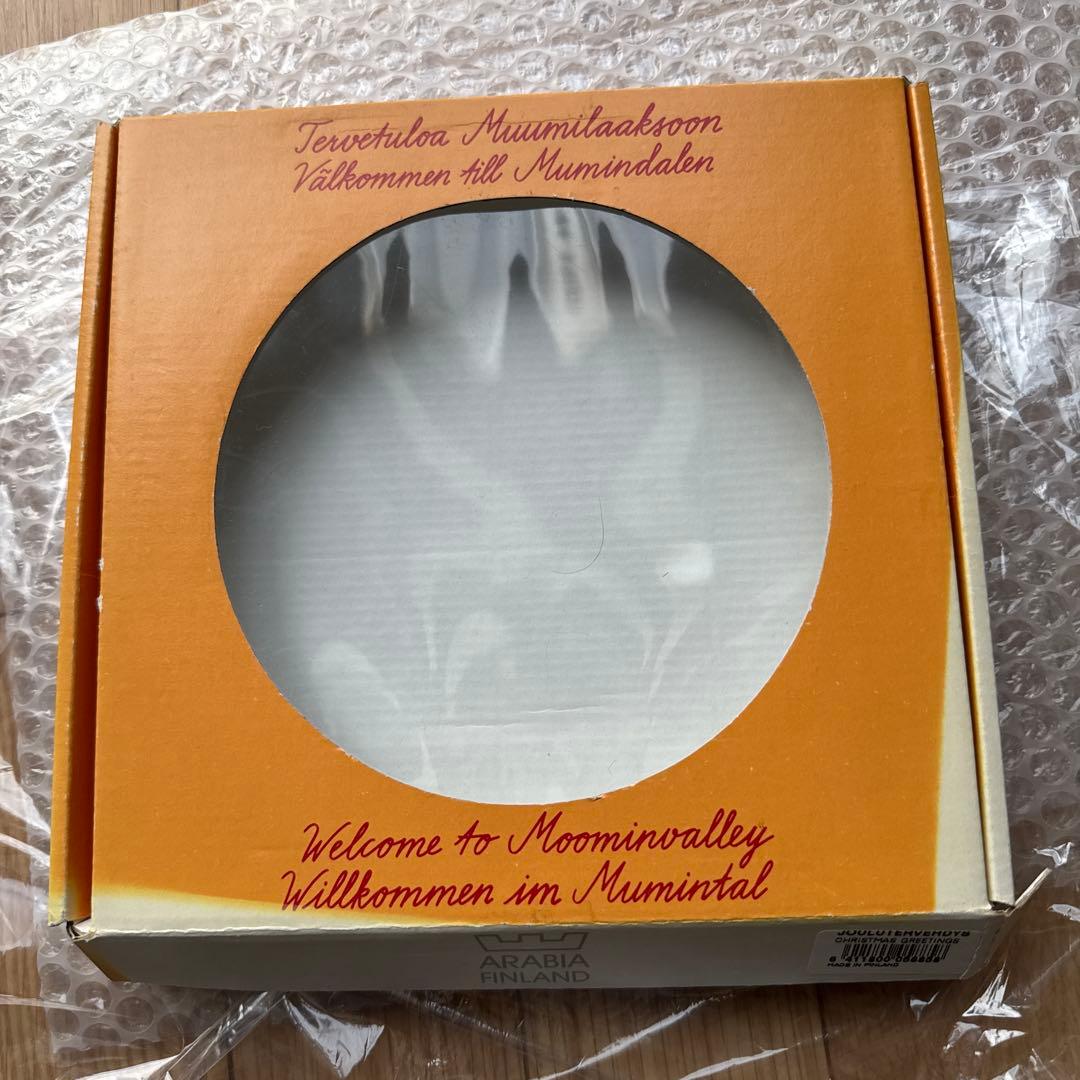 Tervetuloa Muumilaaksoon
Välkommen till Mumindalen
Welcome to Moominvalley
Willkommen im Mumintal
ARABIA
FINLAND
JOULUTERVEHDYS
CHRISTMAS GREETINGS
MADE IN FINLAND